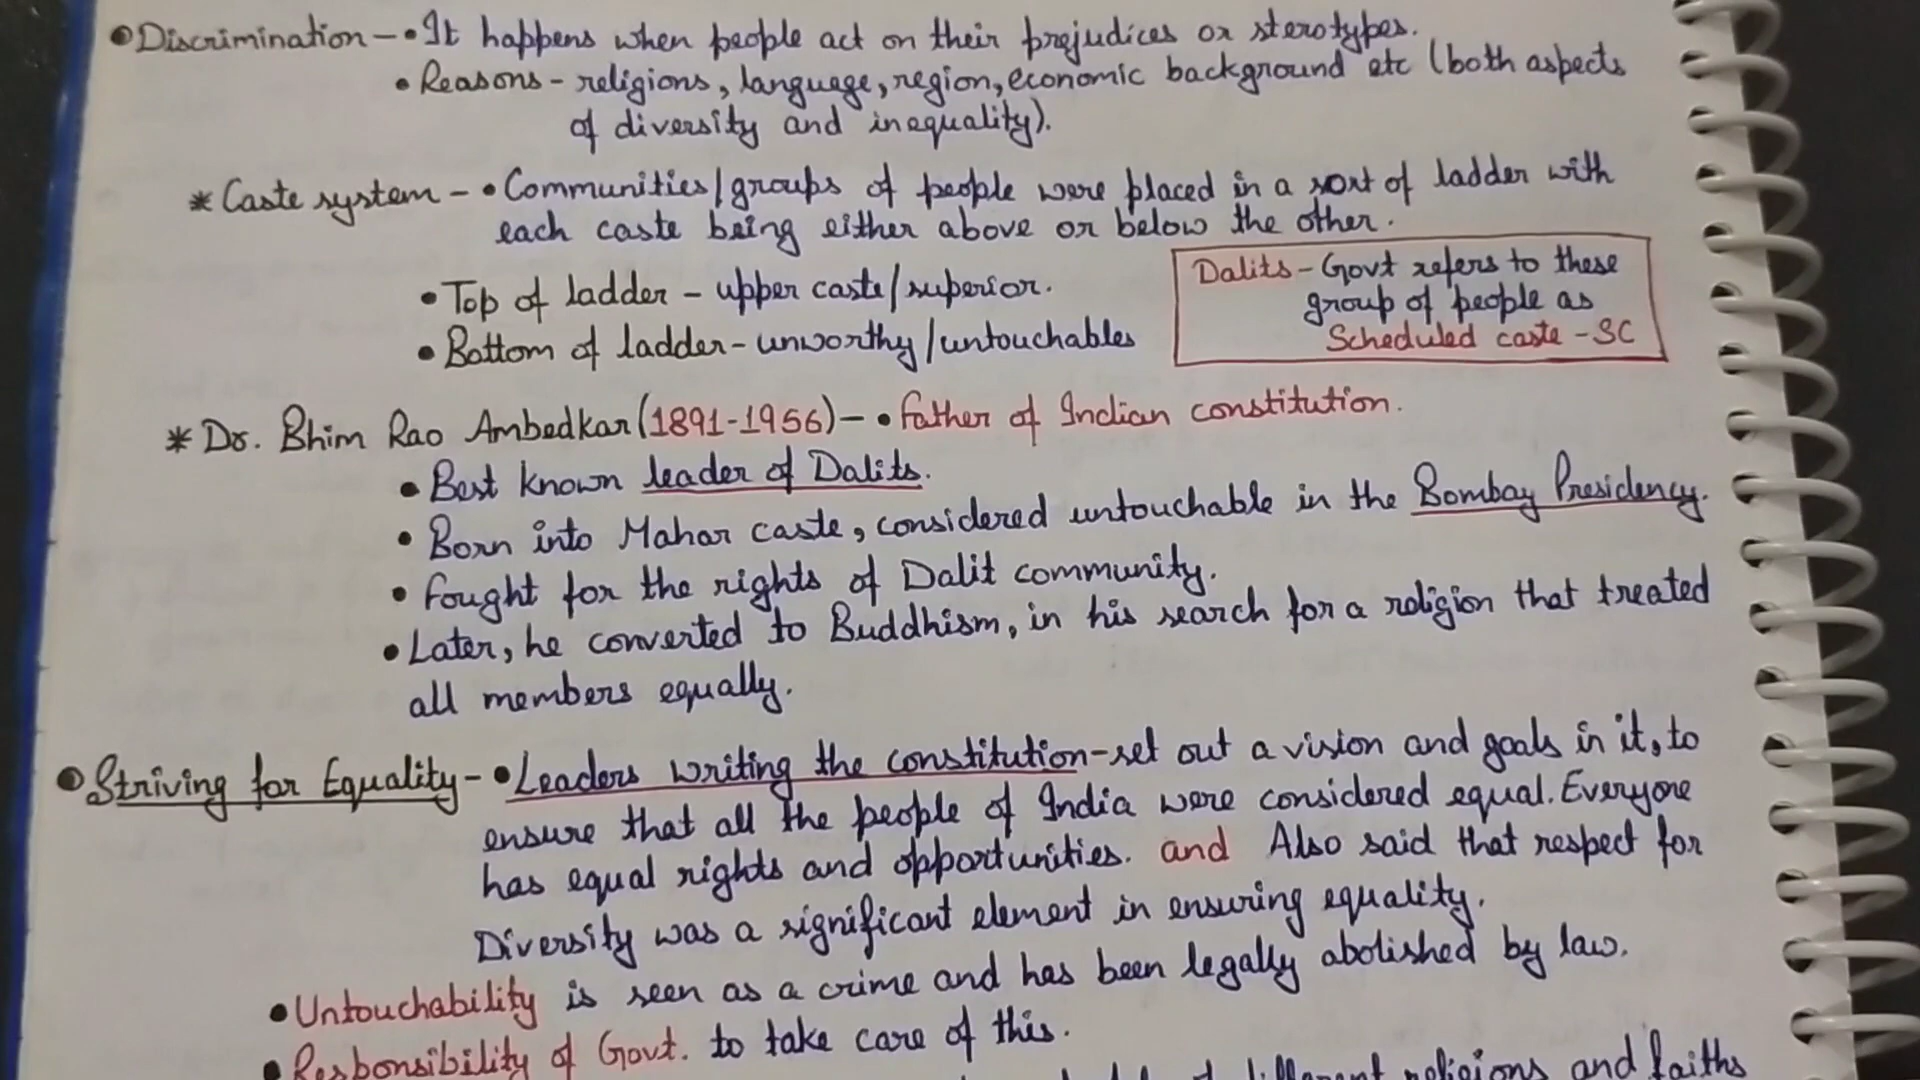 • Discrimination - • It happens when people act on their prejudices or sterotypes.
• Reasons - religions, language, region, economic background etc (both aspects
of diversity and inequality).
* Caste system - • Communities/groups of people were placed in a sort of ladder with
each caste being either above or below the other.
• Top of ladder - upper caste/superior.
• Bottom of ladder - unworthy/untouchables
Dalits - Govt refers to these
group of people as
Scheduled caste - SC
* Dr. Bhim Rao Ambedkar (1891-1956) - • Father of Indian constitution.
• Best known leader of Dalits.
• Born into Mahar caste, considered untouchable in the Bombay Presidency.
• Fought for the rights of Dalit community.
• Later, he converted to Buddhism, in his search for a religion that treated
all members equally.
• Striving for Equality - • Leaders writing the constitution - set out a vision and goals in it, to
ensure that all the people of India were considered equal. Everyone
has equal rights and opportunities. and Also said that respect for
Diversity was a significant element in ensuring equality.
• Untouchability is seen as a crime and has been legally abolished by law.
• Responsibility of Govt. to take care of this.
different religions and faiths